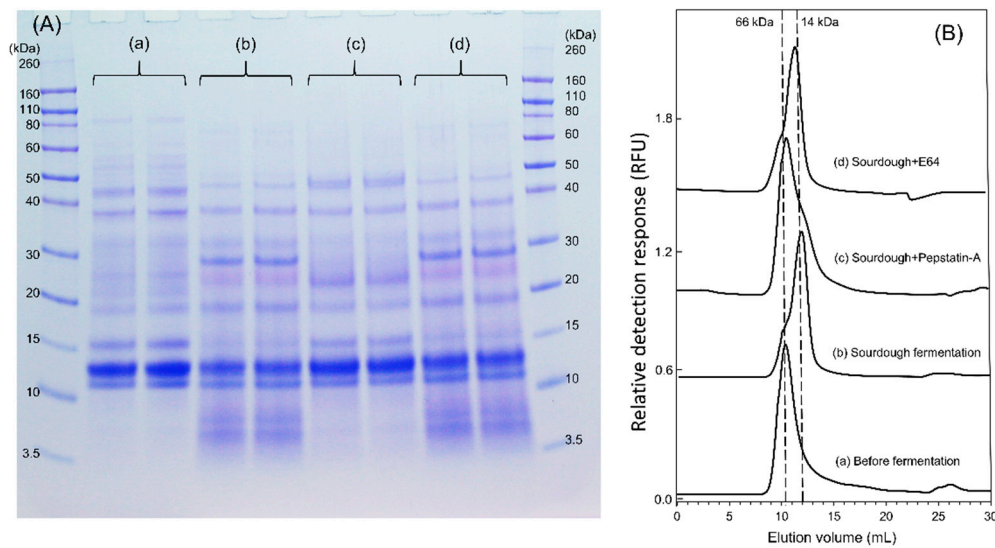 (A)
(a) (b) (c) (d)
(kDa)
260
160
110
80
60
50
40
30
20
15
10
3.5
(kDa)
260
160
110
80
60
50
40
30
20
15
10
3.5
(B)
66 kDa 14 kDa
Relative detection response (RFU)
1.8
1.2
0.6
0.0
(d) Sourdough+E64
(c) Sourdough+Pepstatin-A
(b) Sourdough fermentation
(a) Before fermentation
0 5 10 15 20 25 30
Elution volume (mL)